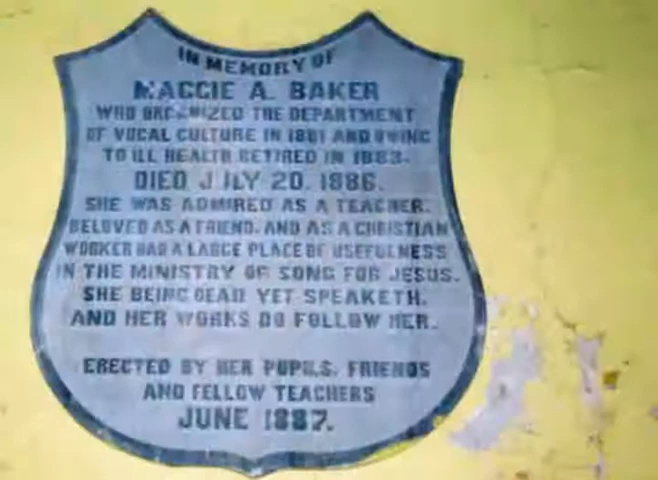 IN MEMORY OF
MAGGIE A. BAKER
WHO ORGANIZED THE DEPARTMENT
OF VOCAL CULTURE IN 1881 AND OWING
TO ILL HEALTH RETIRED IN 1883.
DIED JULY 20, 1886.
SHE WAS ADMIRED AS A TEACHER,
BELOVED AS A FRIEND, AND AS A CHRISTIAN
WORKER HAD A LARGE PLACE OF USEFULNESS
IN THE MINISTRY OF SONG FOR JESUS.
SHE BEING DEAD YET SPEAKETH,
AND HER WORKS DO FOLLOW HER.
ERECTED BY HER PUPILS, FRIENDS
AND FELLOW TEACHERS
JUNE 1887.